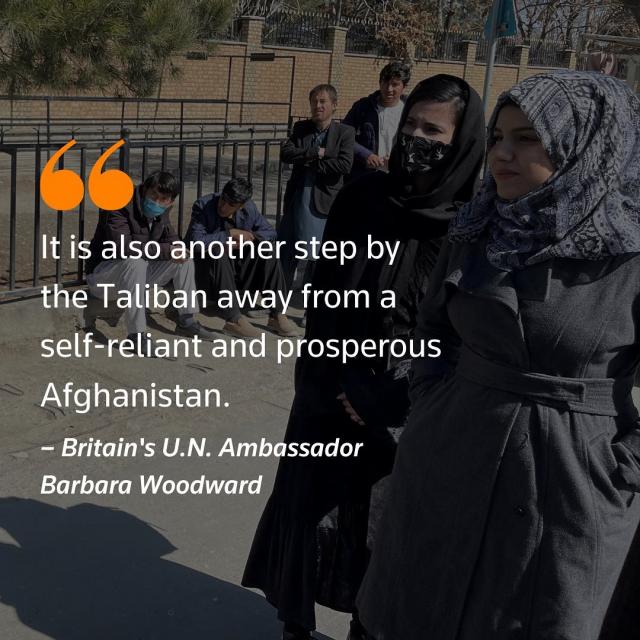 “
It is also another step by
the Taliban away from a
self-reliant and prosperous
Afghanistan.
– Britain's U.N. Ambassador
Barbara Woodward